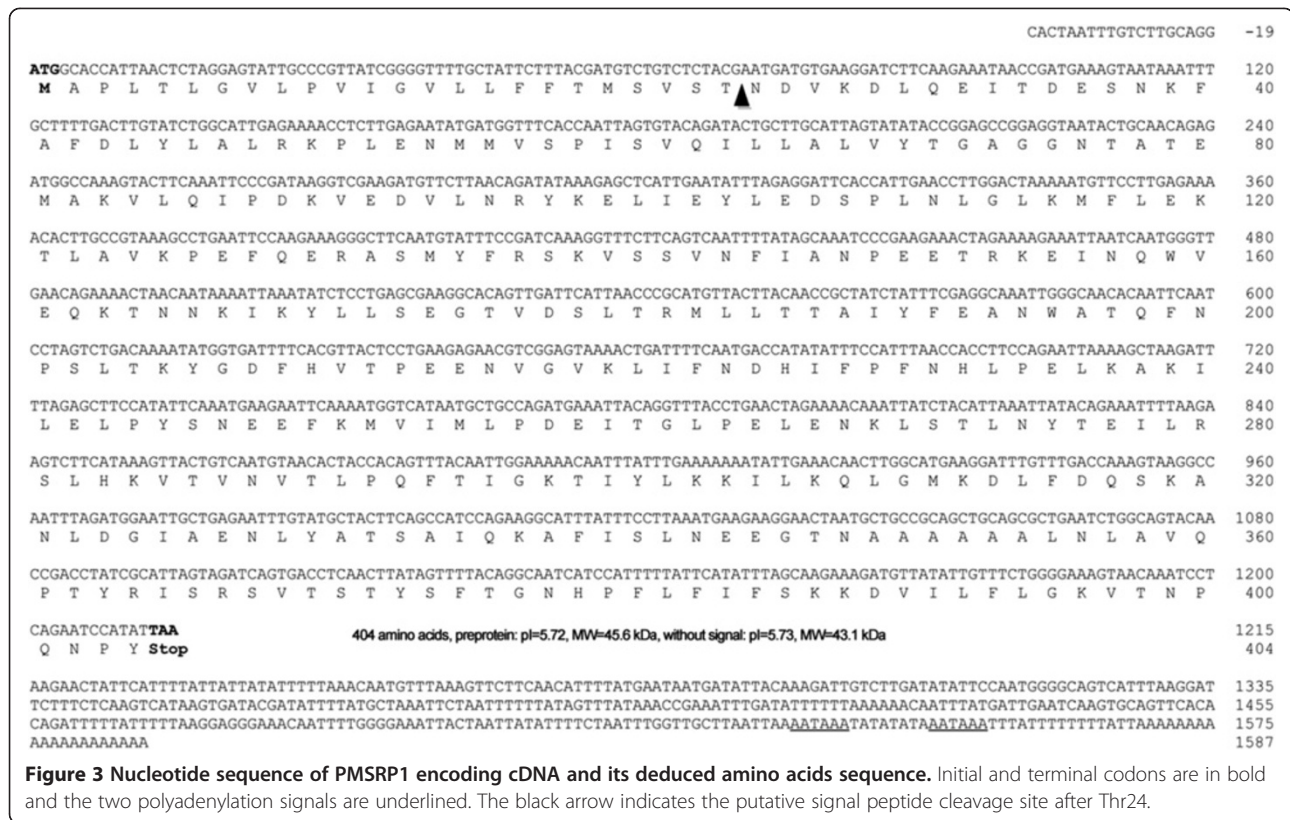 CACTAATTTGTCTTGCAGG -19
ATGGCACCATTAACTCTAGGAGTATTGCCCGTTATCGGGGTTTTGCTATTCTTTACGATGTCTGTCTCTACGAATGATGTGAAGGATCTTCAAGAAATAACCGATGAAAGTAATAAATTT 120
M A P L T L G V L P V I G V L L F F T M S V S T N D V K D L Q E I T D E S N K F 40
GCTTTTGACTTGTATCTGGCATTGAGAAAACCTCTTGAGAATATGATGGTTTCACCAATTAGTGTACAGATACTGCTTGCATTAGTATATACCGGAGCCGGAGGTAATACTGCAACAGAG 240
A F D L Y L A L R K P L E N M M V S P I S V Q I L L A L V Y T G A G G N T A T E 80
ATGGCCAAAGTACTTCAAATTCCCGATAAGGTCGAAGATGTTCTTAACAGATATAAAGAGCTCATTGAATATTTAGAGGATTCACCATTGAACCTTGGACTAAAAATGTTCCTTGAGAAA 360
M A K V L Q I P D K V E D V L N R Y K E L I E Y L E D S P L N L G L K M F L E K 120
ACACTTGCCGTAAAGCCTGAATTCCAAGAAAGGGCTTCAATGTATTTCCGATCAAAGGTTTCTTCAGTCAATTTTATAGCAAATCCCGAAGAAACTAGAAAAGAAATTAATCAATGGGTT 480
T L A V K P E F Q E R A S M Y F R S K V S S V N F I A N P E E T R K E I N Q W V 160
GAACAGAAAACTAACAATAAAATTAAATATCTCCTGAGCGAAGGCACAGTTGATTCATTAACCCGCATGTTACTTACAACCGCTATCTATTTCGAGGCAAATTGGGCAACACAATTCAAT 600
E Q K T N N K I K Y L L S E G T V D S L T R M L L T T A I Y F E A N W A T Q F N 200
CCTAGTCTGACAAAATATGGTGATTTTCACGTTACTCCTGAAGAGAACGTCGGAGTAAAACTGATTTTCAATGACCATATATTTCCATTTAACCACCTTCCAGAATTAAAAGCTAAGATT 720
P S L T K Y G D F H V T P E E N V G V K L I F N D H I F P F N H L P E L K A K I 240
TTAGAGCTTCCATATTCAAATGAAGAATTCAAAATGGTCATAATGCTGCCAGATGAAATTACAGGTTTACCTGAACTAGAAAACAAATTATCTACATTAAATTATACAGAAATTTTAAGA 840
L E L P Y S N E E F K M V I M L P D E I T G L P E L E N K L S T L N Y T E I L R 280
AGTCTTCATAAAGTTACTGTCAATGTAACACTACCACAGTTTACAATTGGAAAAACAATTTATTTGAAAAAAATATTGAAACAACTTGGCATGAAGGATTTGTTTGACCAAAGTAAGGCC 960
S L H K V T V N V T L P Q F T I G K T I Y L K K I L K Q L G M K D L F D Q S K A 320
AATTTAGATGGAATTGCTGAGAATTTGTATGCTACTTCAGCCATCCAGAAGGCATTTATTTCCTTAAATGAAGAAGGAACTAATGCTGCCGCAGCTGCAGCGCTGAATCTGGCAGTACAA 1080
N L D G I A E N L Y A T S A I Q K A F I S L N E E G T N A A A A A A L N L A V Q 360
CCGACCTATCGCATTAGTAGATCAGTGACCTCAACTTATAGTTTTACAGGCAATCATCCATTTTTATTCATATTTAGCAAGAAAGATGTTATATTGTTTCTGGGGAAAGTAACAAATCCT 1200
P T Y R I S R S V T S T Y S F T G N H P F L F I F S K K D V I L F L G K V T N P 400
CAGAATCCATATTAA 404 amino acids, preprotein: pI=5.72, MW=45.6 kDa, without signal: pI=5.73, MW=43.1 kDa 1215
Q N P Y Stop 404
AAGAACTATTCATTTTATTATTATATTTTTAAACAATGTTTAAAGTTCTTCAACATTTTATGAATAATGATATTACAAAGATTGTCTTGATATATTCCAATGGGGCAGTCATTTAAGGAT 1335
TCTTTCTCAAGTCATAAGTGATACGATATTTTATGCTAAATTCTAATTTTTTATAGTTTATAAACCGAAATTTGATATTTTTTAAAAAACAATTTATGATTGAATCAAGTGCAGTTCACA 1455
CAGATTTTTATTTTTAAGGAGGGAAACAATTTTGGGGAAATTACTAATTATATTTTCTAATTTGGTTGCTTAATTAAAATAAATATATATAAATAAATTTATTTTTTTTATTAAAAAAAA 1575
AAAAAAAAAAAA 1587
Figure 3 Nucleotide sequence of PMSRP1 encoding cDNA and its deduced amino acids sequence. Initial and terminal codons are in bold
and the two polyadenylation signals are underlined. The black arrow indicates the putative signal peptide cleavage site after Thr24.